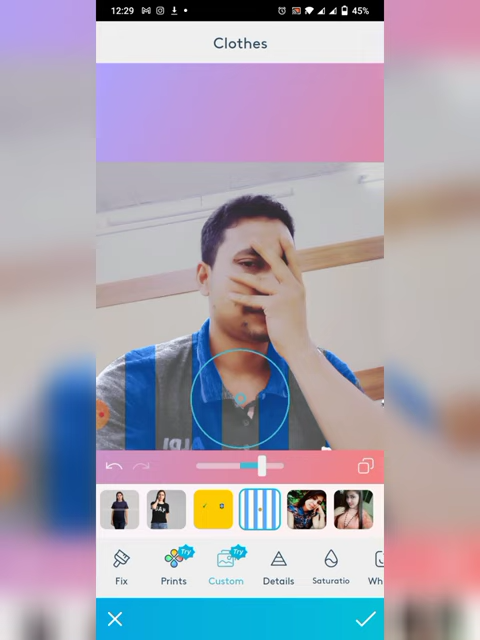 12:29
45%
Clothes
Try
Try
Fix
Prints
Custom
Details
Saturatio
Wh